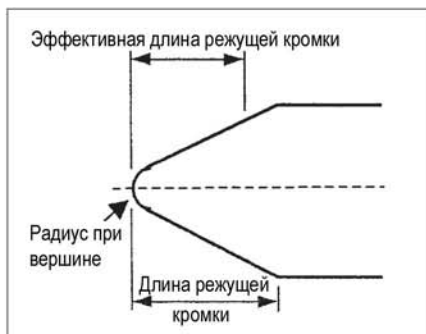 Эффективная длина режущей кромки
Радиус при
вершине
Длина режущей
кромки